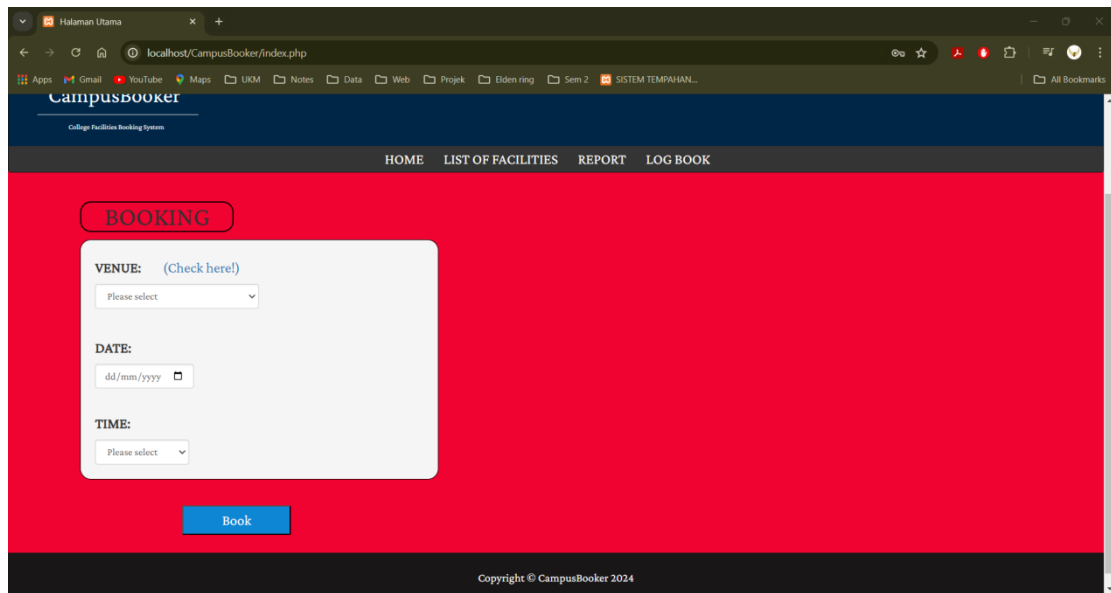 Halaman Utama
localhost/CampusBooker/index.php
Apps Gmail YouTube Maps UKM Notes Data Web Projek Elden ring Sem 2 SISTEM TEMPAHAN... All Bookmarks
CampusBooker
College Facilities Booking System
HOME LIST OF FACILITIES REPORT LOG BOOK
BOOKING
VENUE: (Check here!)
Please select
DATE:
dd/mm/yyyy
TIME:
Please select
Book
Copyright © CampusBooker 2024